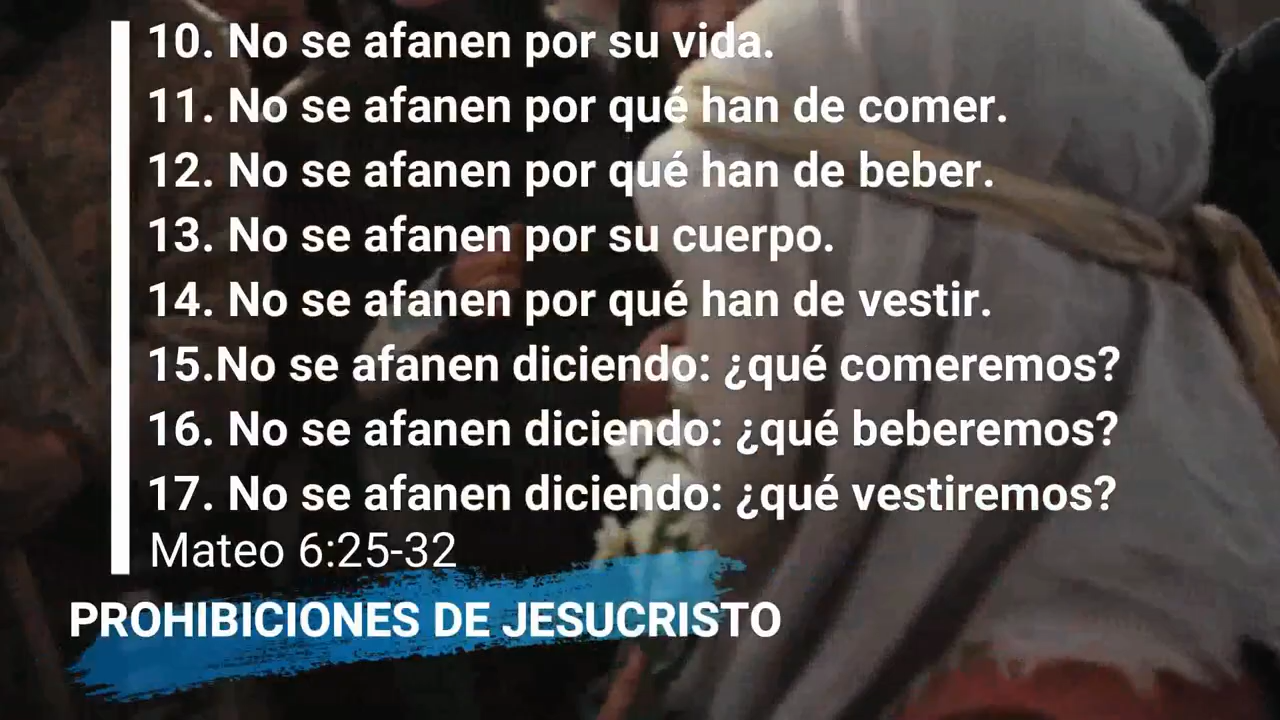 10. No se afanen por su vida.
11. No se afanen por qué han de comer.
12. No se afanen por qué han de beber.
13. No se afanen por su cuerpo.
14. No se afanen por qué han de vestir.
15.No se afanen diciendo: ¿qué comeremos?
16. No se afanen diciendo: ¿qué beberemos?
17. No se afanen diciendo: ¿qué vestiremos?
Mateo 6:25-32
PROHIBICIONES DE JESUCRISTO